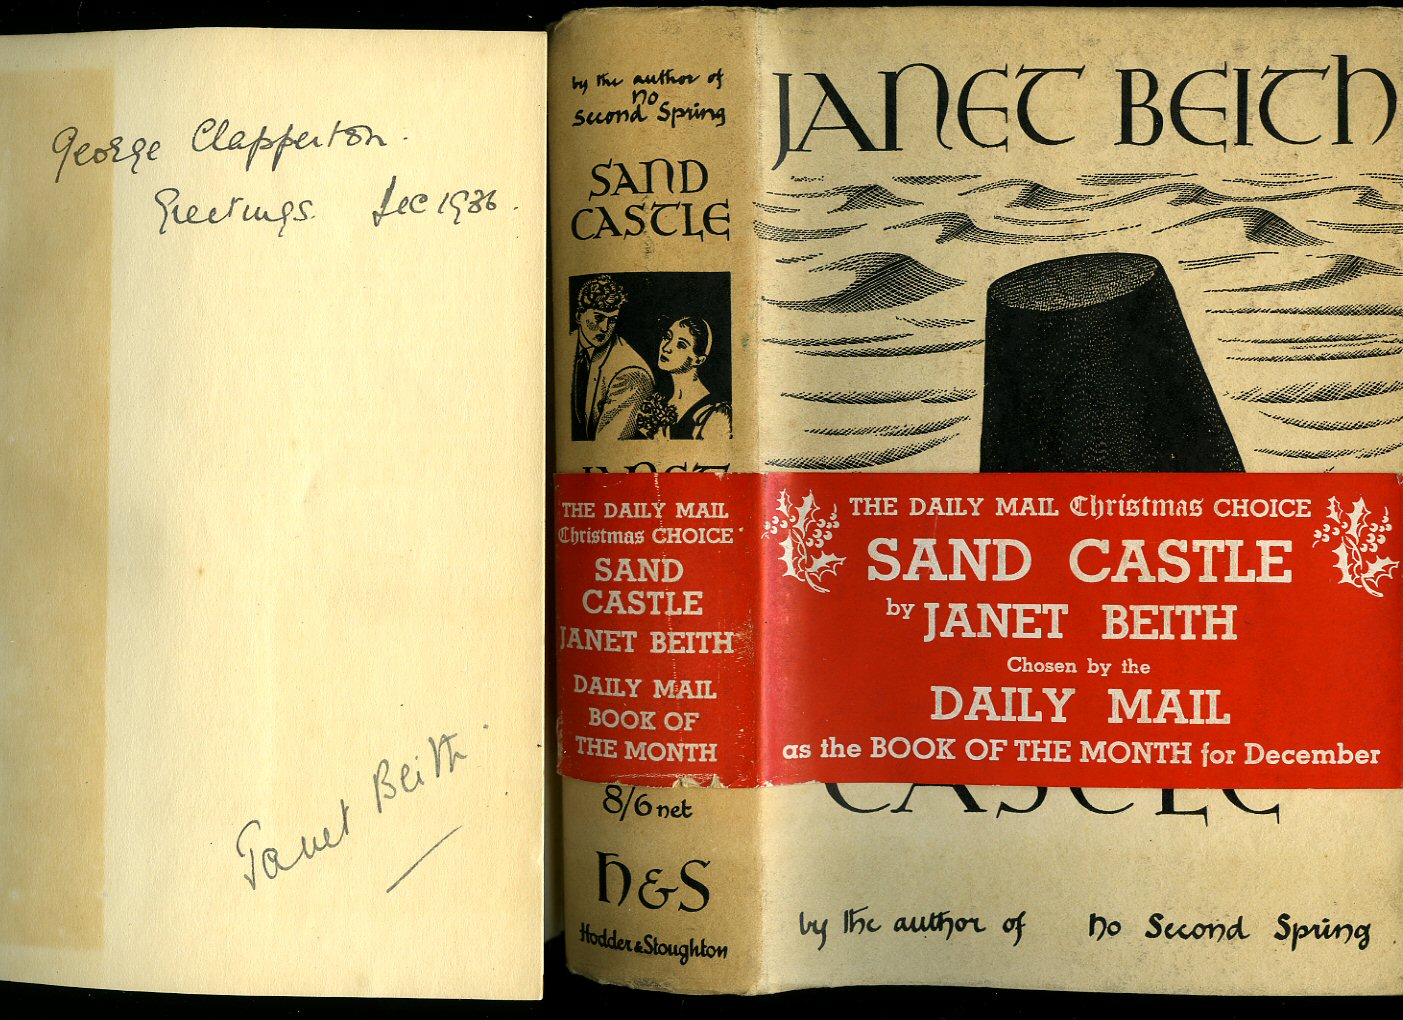 George Clapperton.
Greetings. Dec 1936.
Janet Beith
by the author of
No
Second Spring
SAND
CASTLE
JANET
THE DAILY MAIL
Christmas CHOICE
SAND
CASTLE
JANET BEITH
DAILY MAIL
BOOK OF
THE MONTH
8/6 net
H&S
Hodder & Stoughton
JANET BEITH
THE DAILY MAIL Christmas CHOICE
SAND CASTLE
by JANET BEITH
Chosen by the
DAILY MAIL
as the BOOK OF THE MONTH for December
CASTLE
by the author of No Second Spring